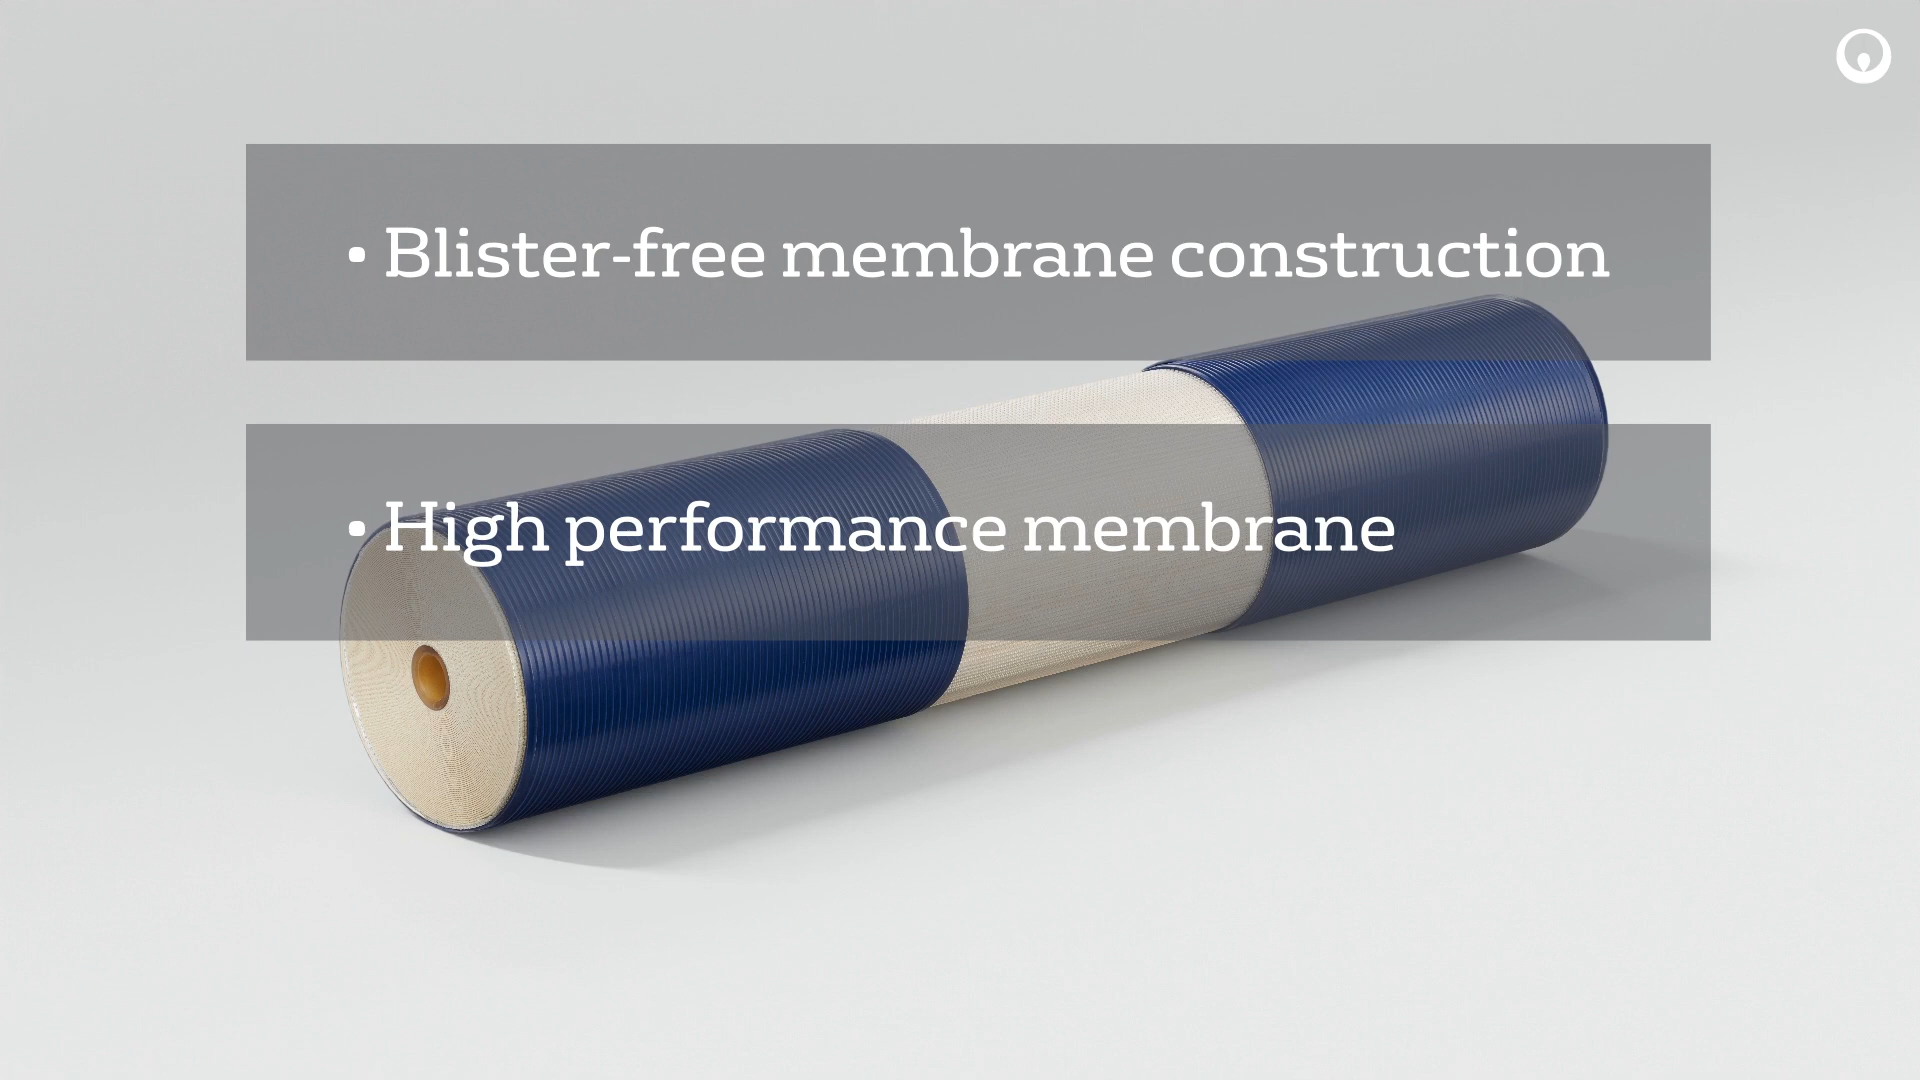 • Blister-free membrane construction
• High performance membrane